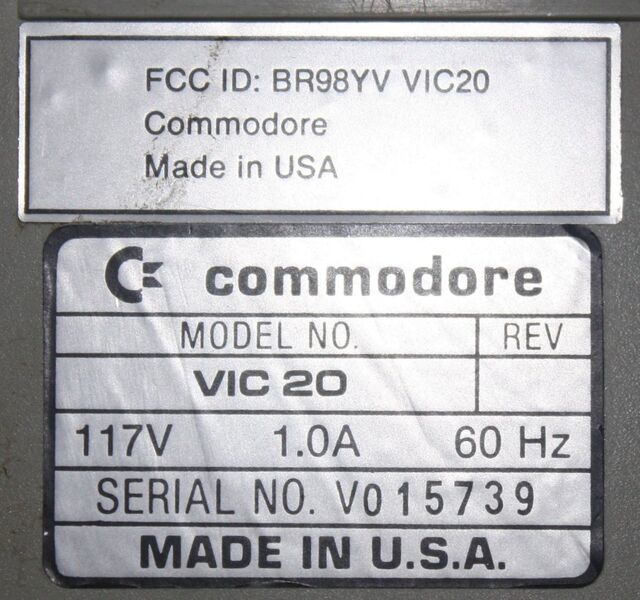 FCC ID: BR98YV VIC20
Commodore
Made in USA
commodore
MODEL NO. REV
VIC 20
117V 1.0A 60 Hz
SERIAL NO. V015739
MADE IN U.S.A.